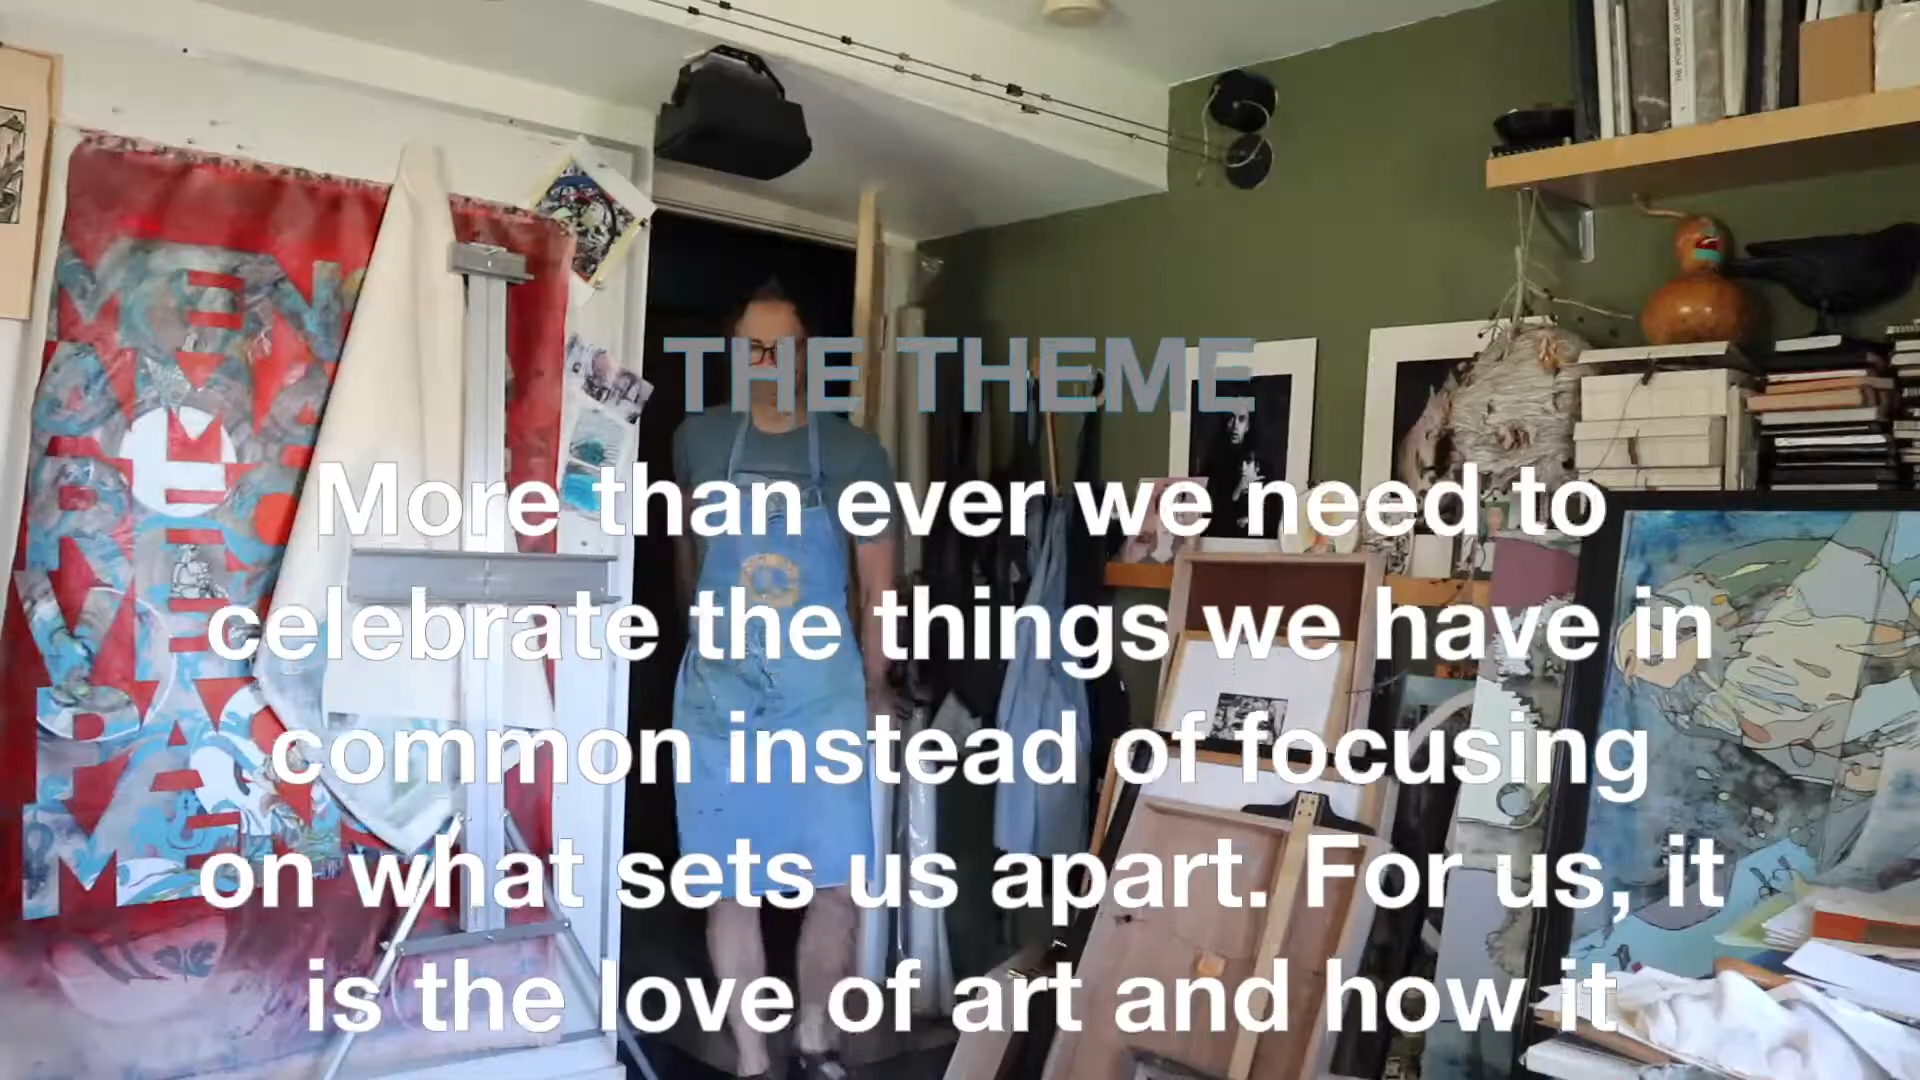 THE THEME
More than ever we need to
celebrate the things we have in
common instead of focusing
on what sets us apart. For us, it
is the love of art and how it
MEN